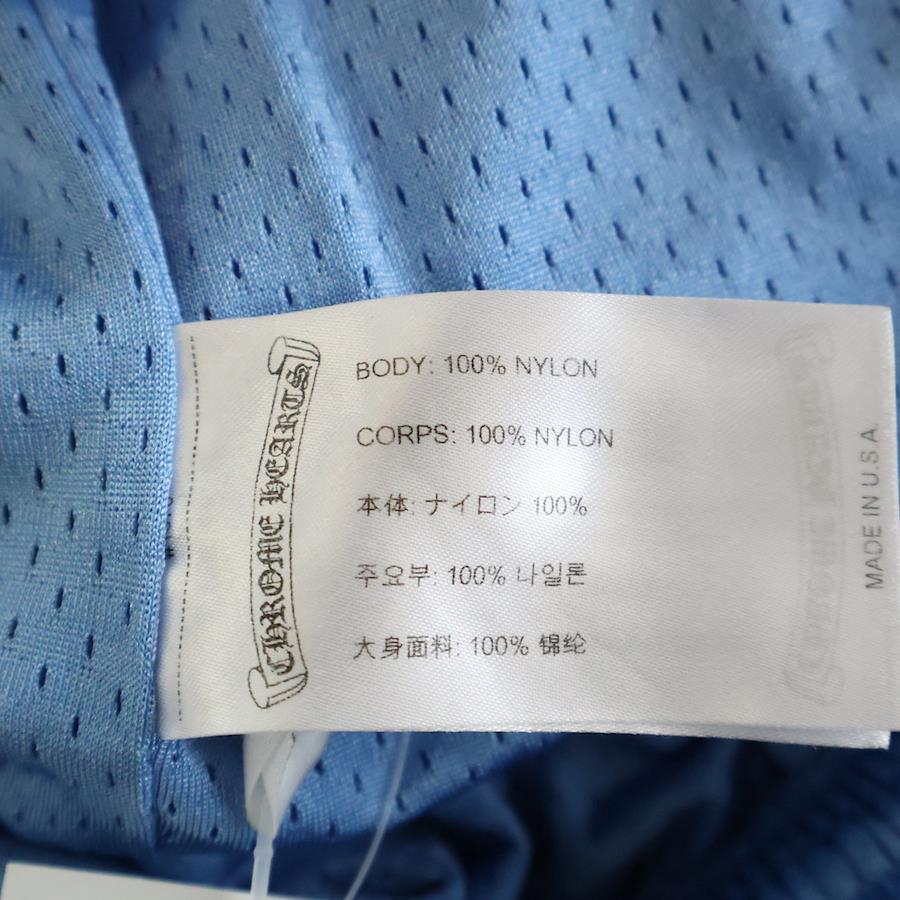 CHROME HEARTS
BODY: 100% NYLON
CORPS: 100% NYLON
本体: ナイロン 100%
주요부: 100% 나일론
大身面料: 100% 锦纶
MADE IN U.S.A.